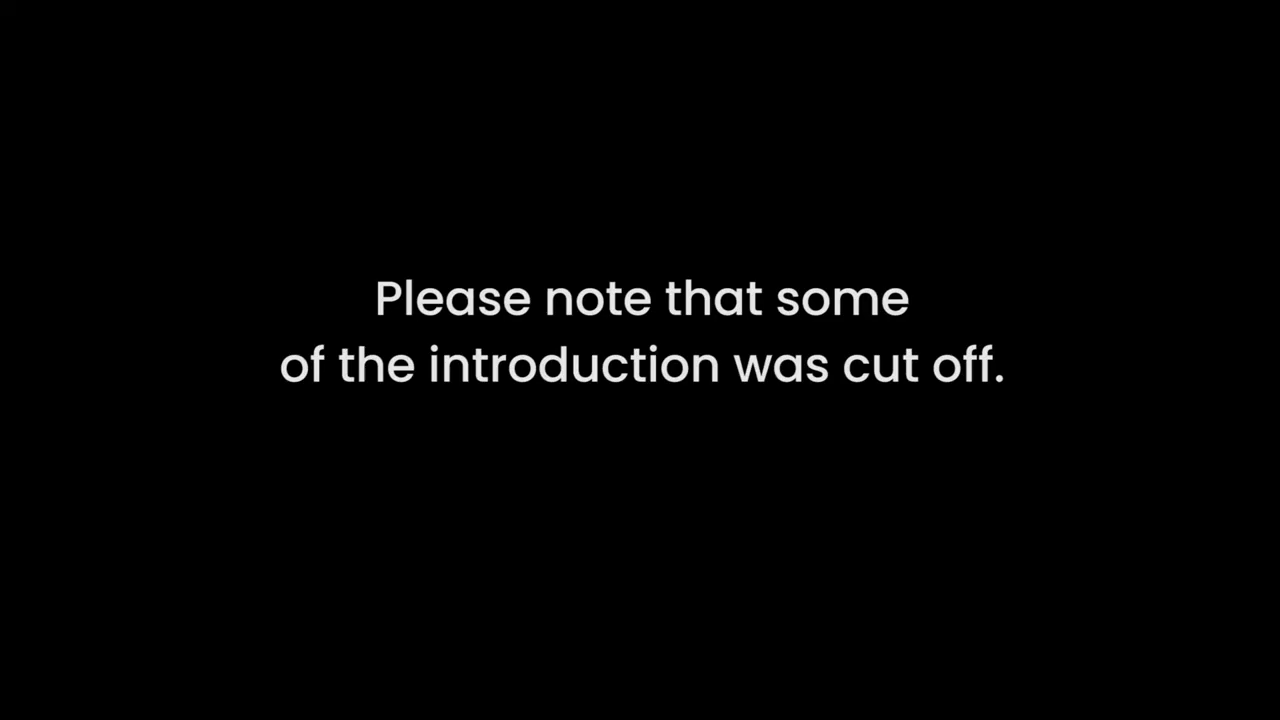 Please note that some
of the introduction was cut off.